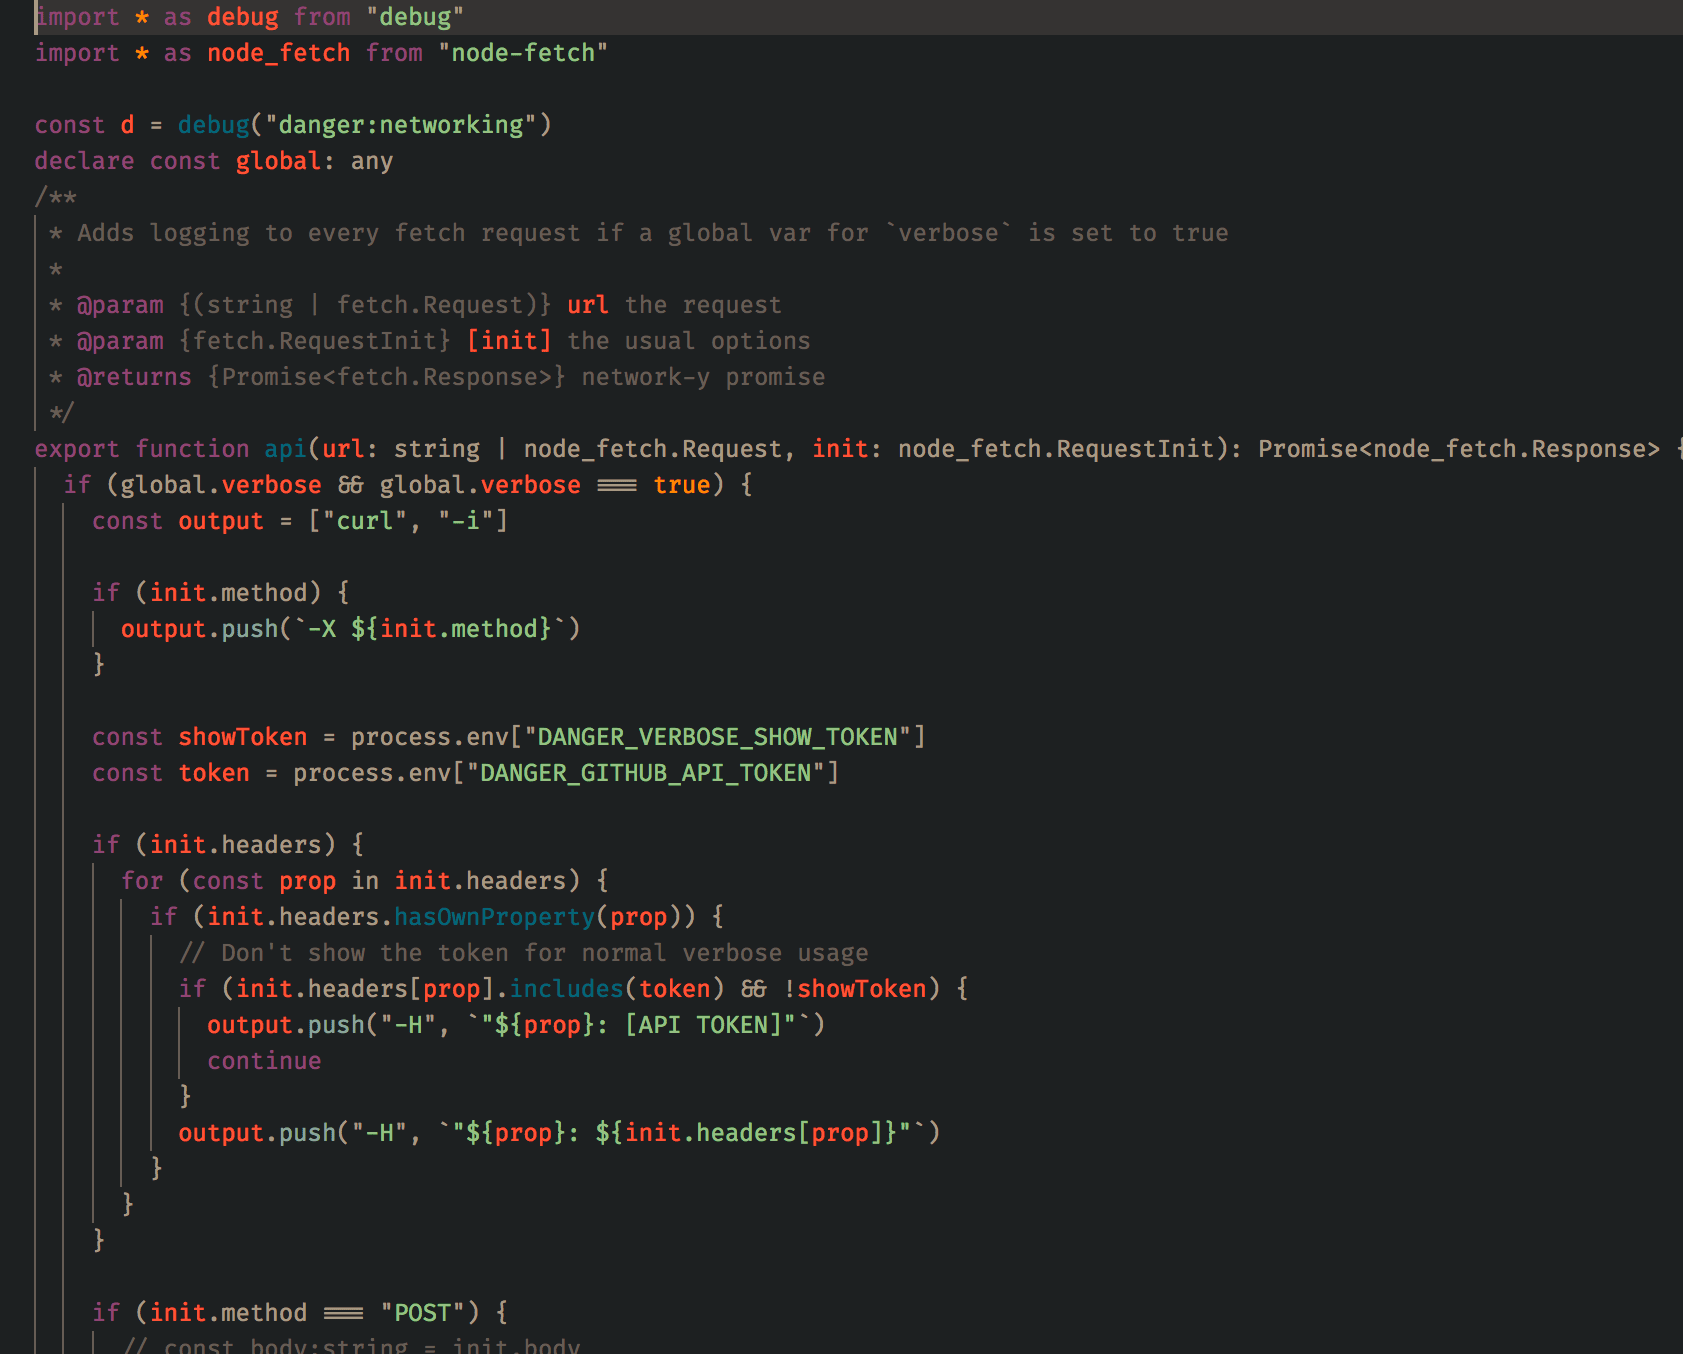 import * as debug from "debug"
import * as node_fetch from "node-fetch"

const d = debug("danger:networking")
declare const global: any
/**
 * Adds logging to every fetch request if a global var for `verbose` is set to true
 *
 * @param {(string | fetch.Request)} url the request
 * @param {fetch.RequestInit} [init] the usual options
 * @returns {Promise<fetch.Response>} network-y promise
 */
export function api(url: string | node_fetch.Request, init: node_fetch.RequestInit): Promise<node_fetch.Response> {
  if (global.verbose && global.verbose === true) {
    const output = ["curl", "-i"]

    if (init.method) {
      output.push(`-X ${init.method}`)
    }

    const showToken = process.env["DANGER_VERBOSE_SHOW_TOKEN"]
    const token = process.env["DANGER_GITHUB_API_TOKEN"]

    if (init.headers) {
      for (const prop in init.headers) {
        if (init.headers.hasOwnProperty(prop)) {
          // Don't show the token for normal verbose usage
          if (init.headers[prop].includes(token) && !showToken) {
            output.push("-H", `"${prop}: [API TOKEN]"`)
            continue
          }
          output.push("-H", `"${prop}: ${init.headers[prop]}"`)
        }
      }
    }

    if (init.method === "POST") {
      // const body:string = init.body